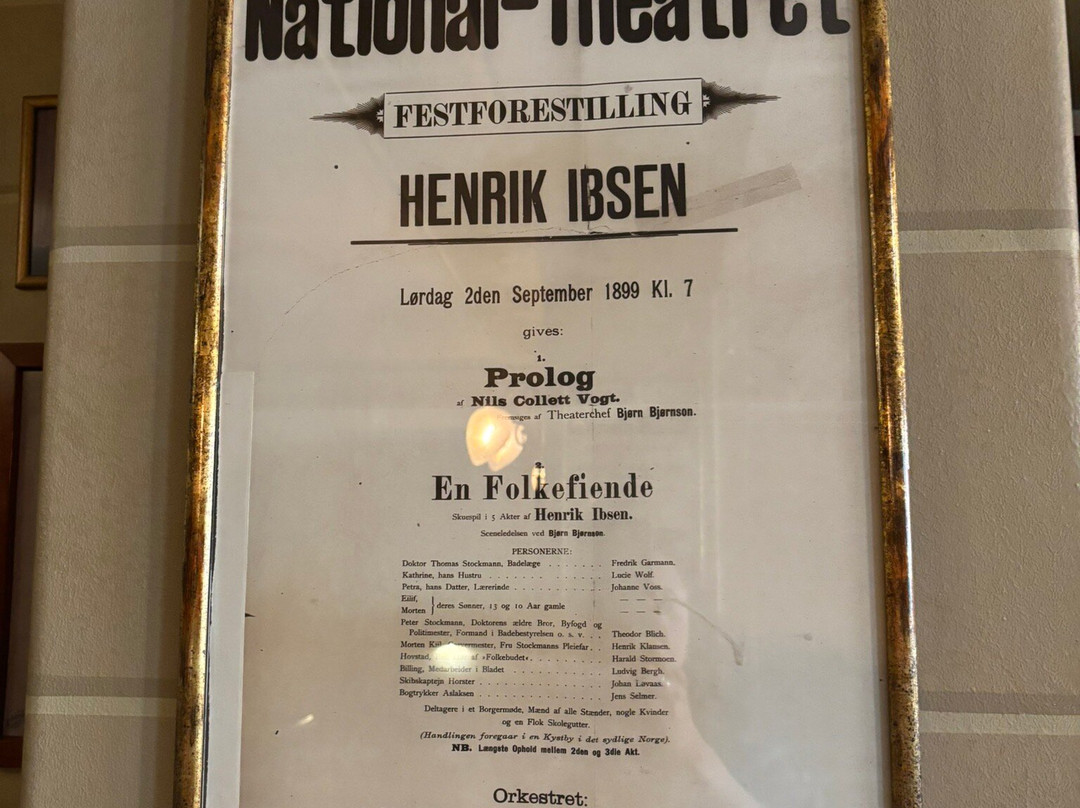 National-Theatret
FESTFORESTILLING
HENRIK IBSEN
Lørdag 2den September 1899 Kl. 7
gives:
1.
Prolog
af Nils Collett Vogt.
af Theaterchef Bjørn Bjørnson.
2.
En Folkefiende
Skuespil i 5 Akter af Henrik Ibsen.
Sceneledelsen ved Bjørn Bjørnson.
PERSONERNE:
Doktor Thomas Stockmann, Badelæge . . . . . . . . Fredrik Garmann.
Kathrine, hans Hustru . . . . . . . . . . . . . . . Lucie Wolf.
Petra, hans Datter, Lærerinde . . . . . . . . . . . . Johanne Voss.
Eilif, — — —
Morten } deres Sønner, 13 og 10 Aar gamle — — —
Peter Stockmann, Doktorens ældre Bror, Byfogd og
Politimester, Formand i Badebestyrelsen o. s. v. . . Theodor Blich.
Morten Fru Stockmanns Pleiefar. . Henrik Klausen.
Hovstad, af »Folkebudet«. . . . . . . . . . Harald Stormoen.
Billing, Medarbeider i Bladet . . . . . . . . . . . . Ludvig Bergh.
Skibskaptejn Horster . . . . . . . . . . . . . . . . Johan Løvaas.
Bogtrykker Aslaksen . . . . . . . . . . . . . . . . Jens Selmer.
Deltagere i et Borgermøde, Mænd af alle Stænder, nogle Kvinder
og en Flok Skolegutter.
(Handlingen foregaar i en Kystby i det sydlige Norge).
NB. Længste Ophold mellem 2den og 3die Akt.
Orkestret: